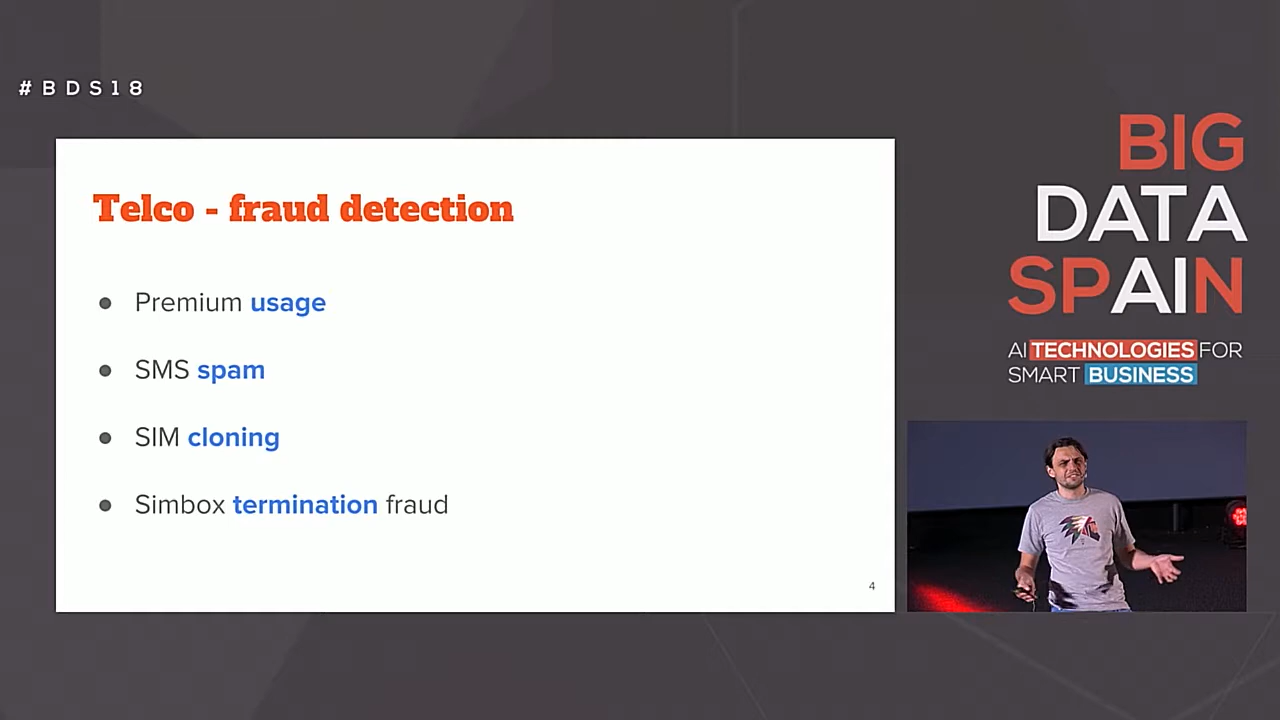 #BDS18
Telco - fraud detection
● Premium usage
● SMS spam
● SIM cloning
● Simbox termination fraud
4
BIG
DATA
SPAIN
AI TECHNOLOGIES FOR
SMART BUSINESS